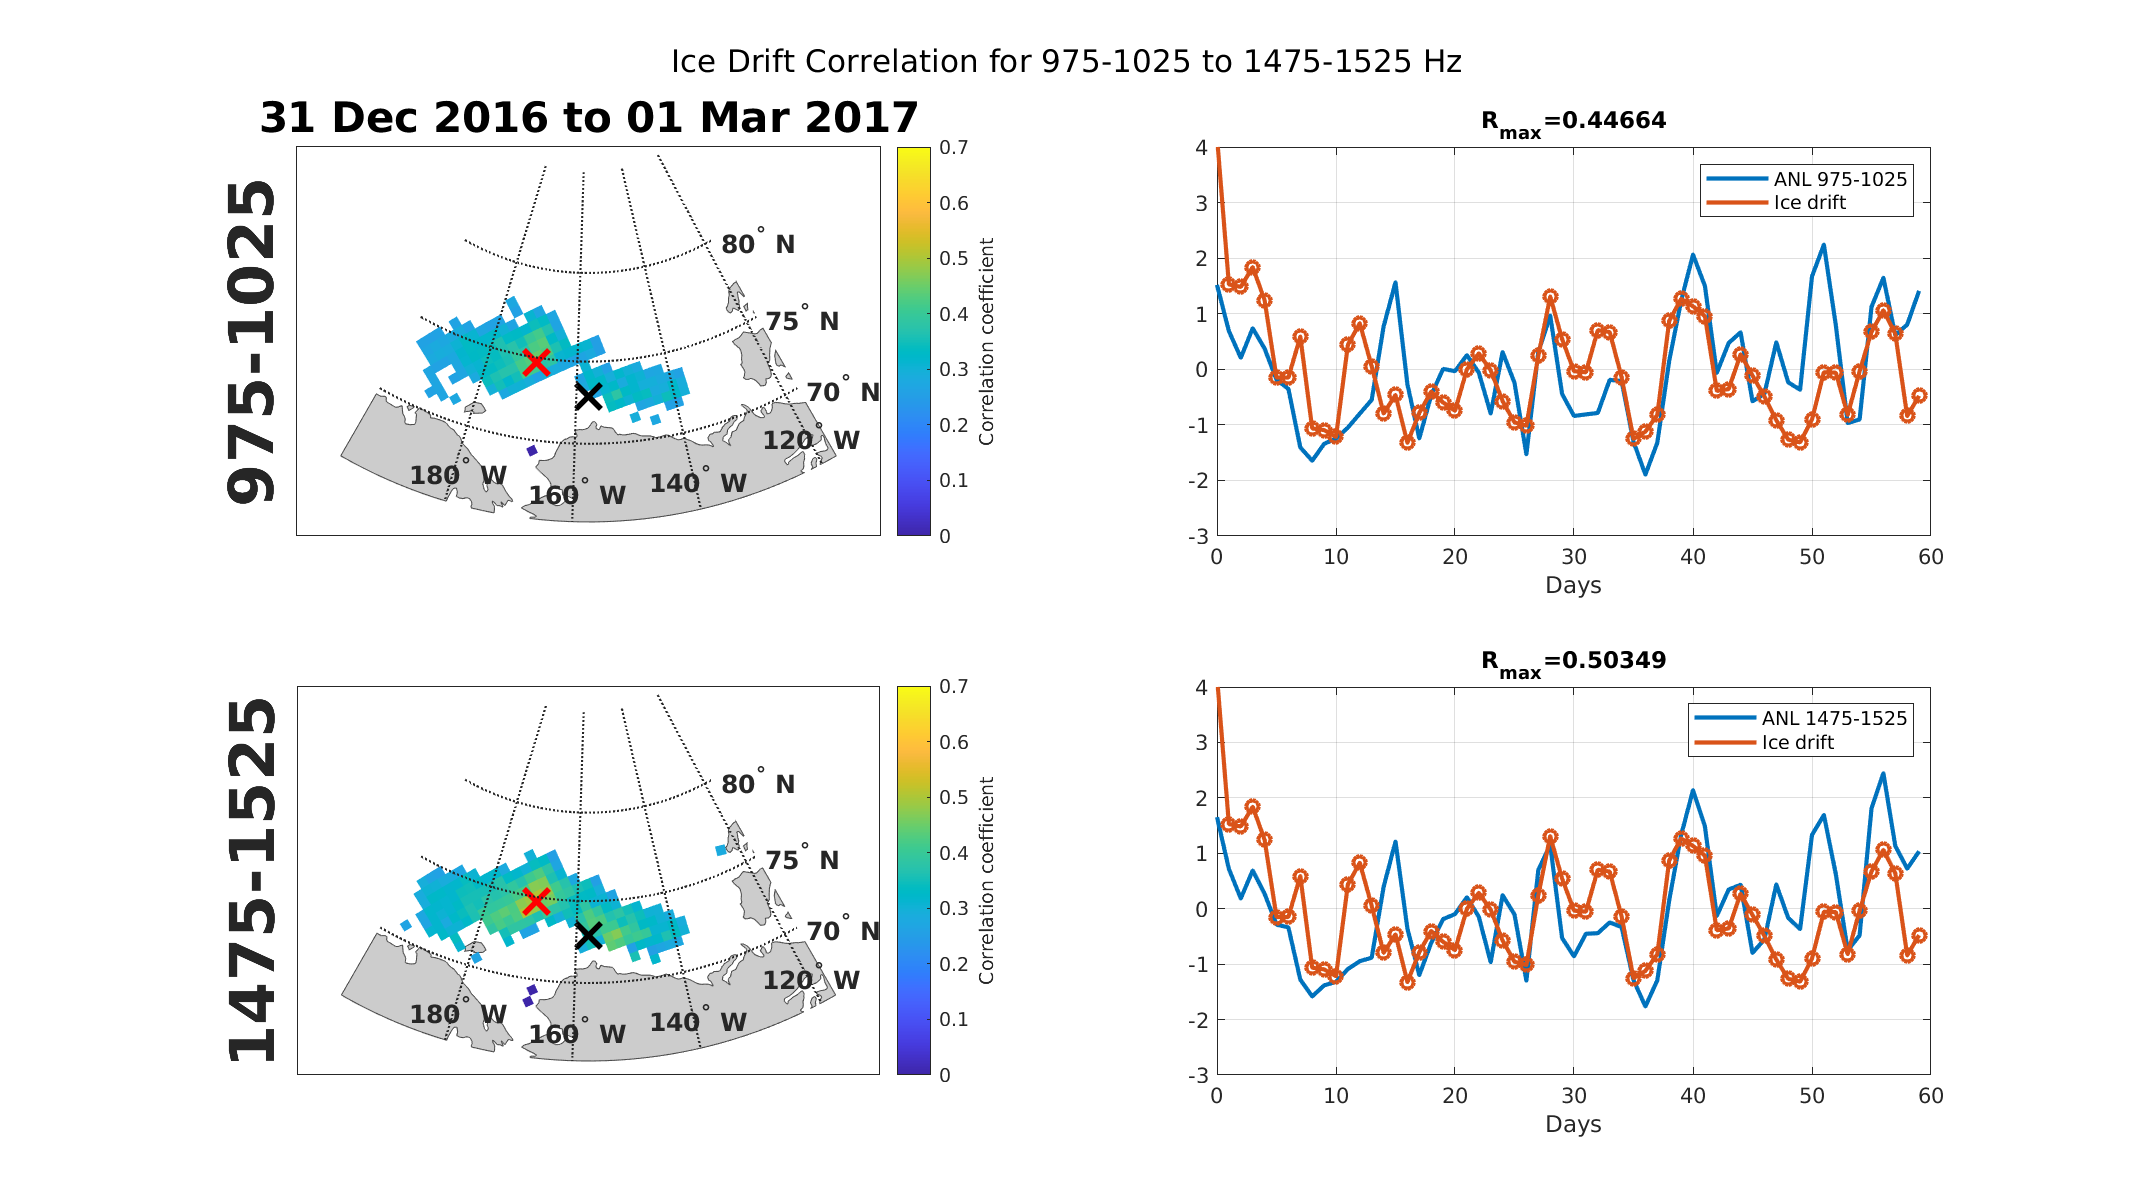 Ice Drift Correlation for 975-1025 to 1475-1525 Hz
31 Dec 2016 to 01 Mar 2017
975-1025
80° N
75° N
70° N
120° W
180° W
160° W
140° W
0.7
0.6
0.5
0.4
0.3
0.2
0.1
0
Correlation coefficient
Rmax=0.44664
4
3
2
1
0
-1
-2
-3
0 10 20 30 40 50 60
Days
ANL 975-1025
Ice drift
1475-1525
80° N
75° N
70° N
120° W
180° W
160° W
140° W
0.7
0.6
0.5
0.4
0.3
0.2
0.1
0
Correlation coefficient
Rmax=0.50349
4
3
2
1
0
-1
-2
-3
0 10 20 30 40 50 60
Days
ANL 1475-1525
Ice drift